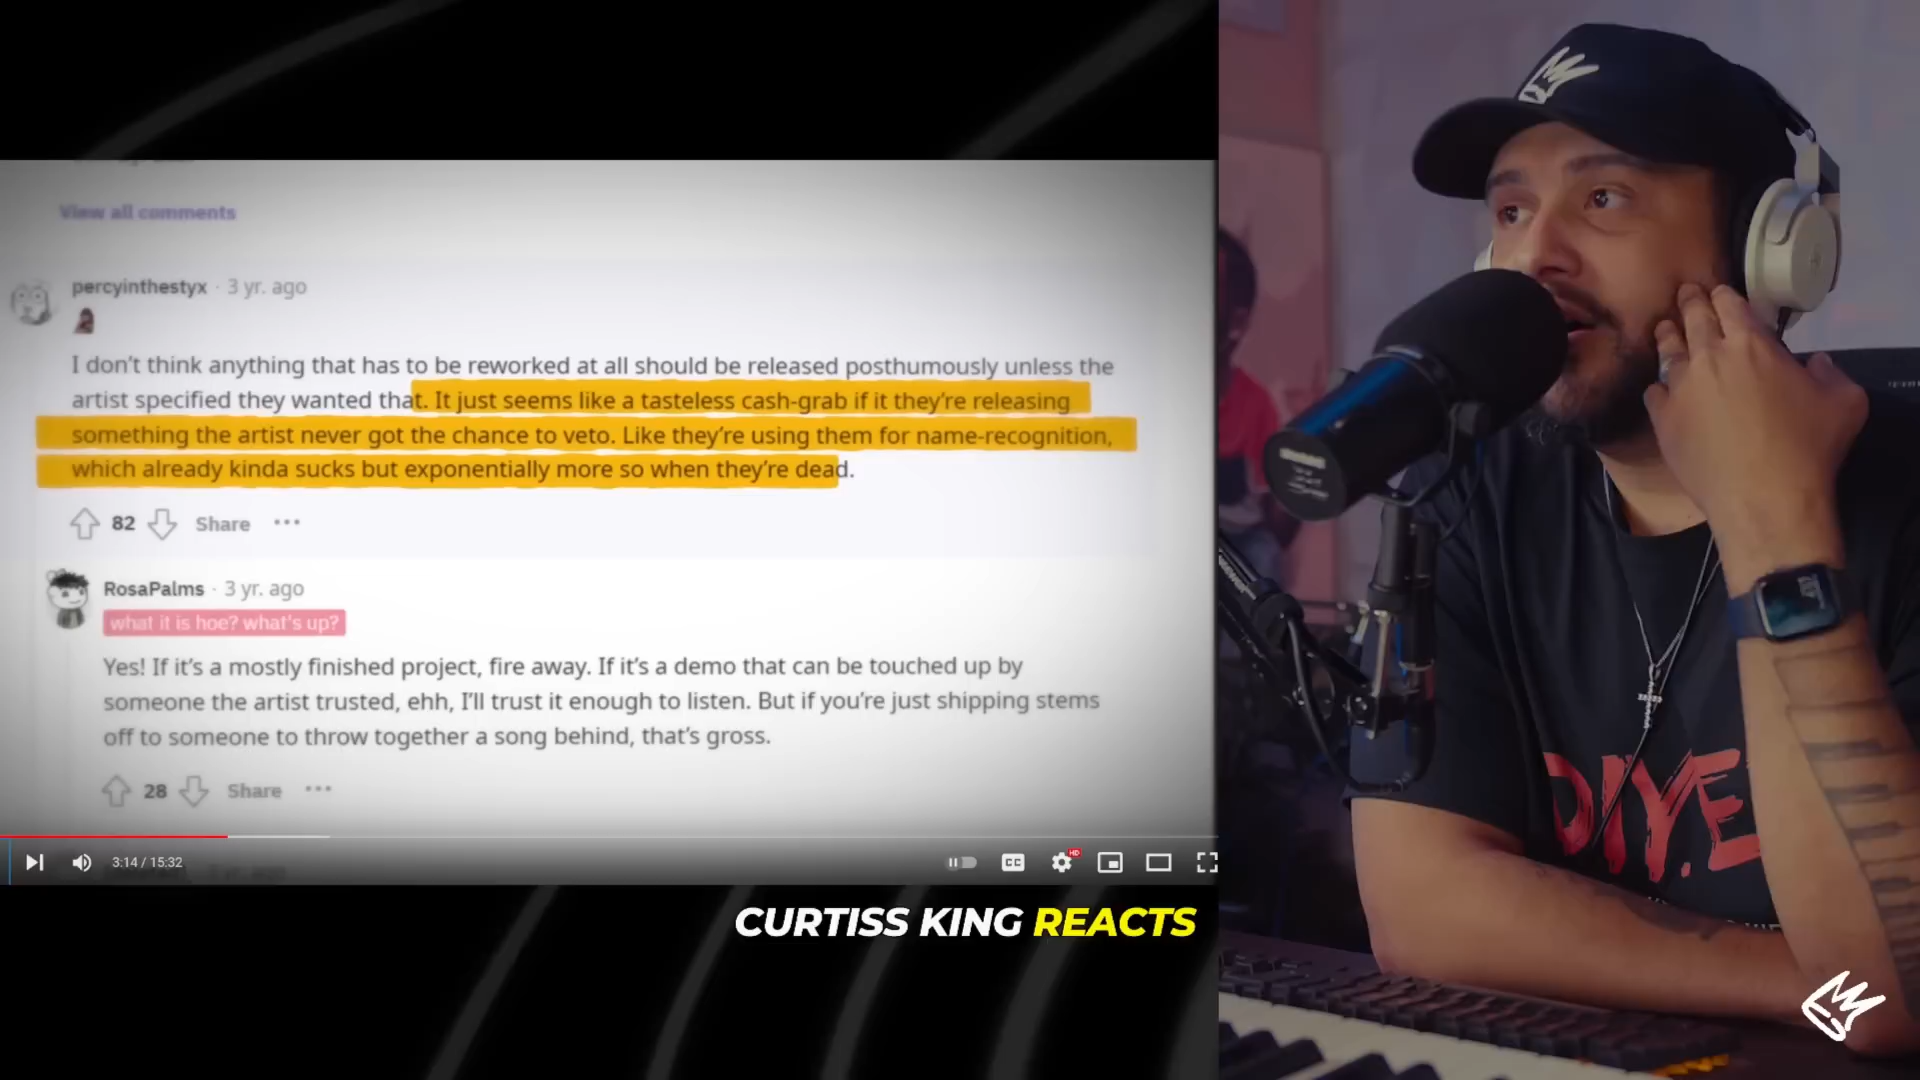 View all comments
percyinthestyx · 3 yr. ago
I don't think anything that has to be reworked at all should be released posthumously unless the
artist specified they wanted that. It just seems like a tasteless cash-grab if it they're releasing
something the artist never got the chance to veto. Like they're using them for name-recognition,
which already kinda sucks but exponentially more so when they're dead.
82 Share ···
RosaPalms · 3 yr. ago
what it is hoe? what's up?
Yes! If it's a mostly finished project, fire away. If it's a demo that can be touched up by
someone the artist trusted, ehh, I'll trust it enough to listen. But if you're just shipping stems
off to someone to throw together a song behind, that's gross.
28 Share ···
3:14 / 15:32
CC
HD
CURTISS KING REACTS
DIY.E